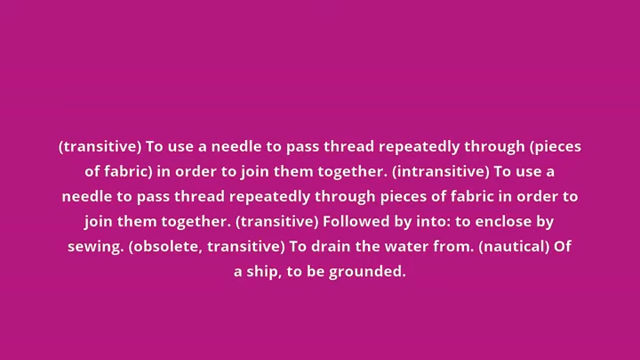 (transitive) To use a needle to pass thread repeatedly through (pieces
of fabric) in order to join them together. (intransitive) To use a
needle to pass thread repeatedly through pieces of fabric in order to
join them together. (transitive) Followed by into: to enclose by
sewing. (obsolete, transitive) To drain the water from. (nautical) Of
a ship, to be grounded.